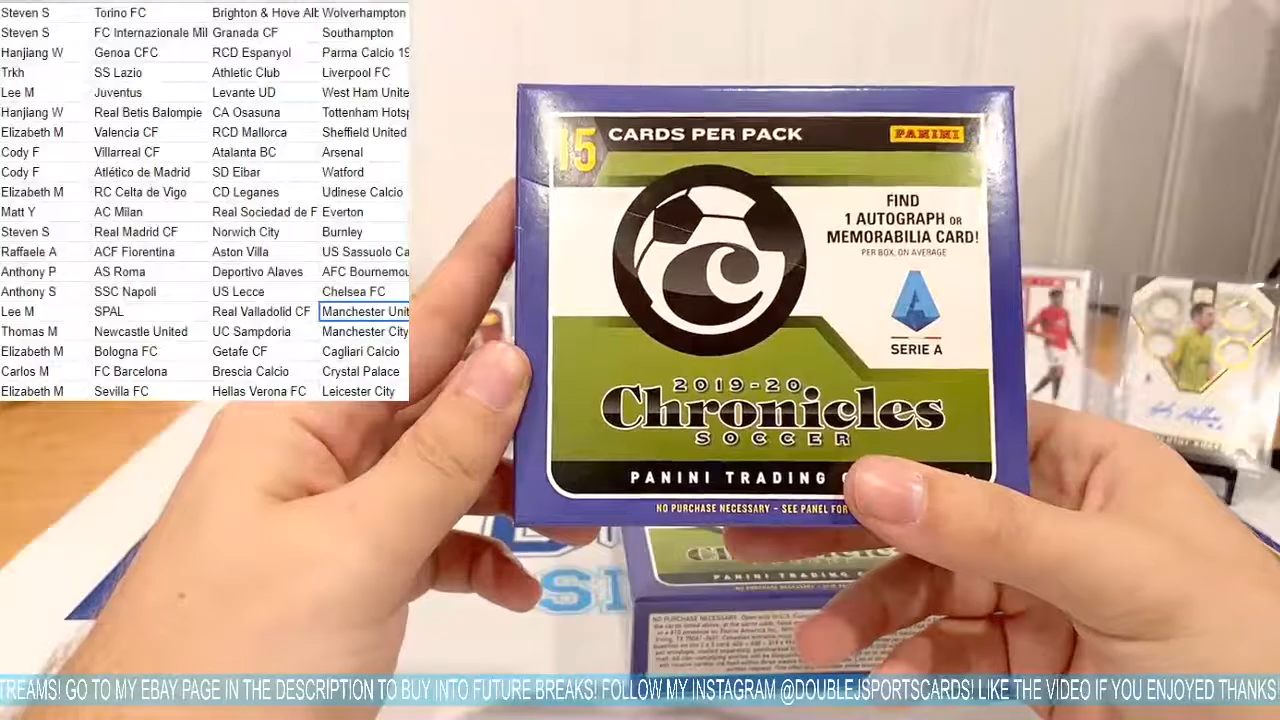 Steven S Torino FC Brighton & Hove Alb Wolverhampton
Steven S FC Internazionale Mil Granada CF Southampton
Hanjiang W Genoa CFC RCD Espanyol Parma Calcio 19
Trkh SS Lazio Athletic Club Liverpool FC
Lee M Juventus Levante UD West Ham Unite
Hanjiang W Real Betis Balompie CA Osasuna Tottenham Hotsp
Elizabeth M Valencia CF RCD Mallorca Sheffield United
Cody F Villarreal CF Atalanta BC Arsenal
Cody F Atlético de Madrid SD Eibar Watford
Elizabeth M RC Celta de Vigo CD Leganes Udinese Calcio
Matt Y AC Milan Real Sociedad de F Everton
Steven S Real Madrid CF Norwich City Burnley
Raffaele A ACF Fiorentina Aston Villa US Sassuolo Ca
Anthony P AS Roma Deportivo Alaves AFC Bournemou
Anthony S SSC Napoli US Lecce Chelsea FC
Lee M SPAL Real Valladolid CF Manchester Unit
Thomas M Newcastle United UC Sampdoria Manchester City
Elizabeth M Bologna FC Getafe CF Cagliari Calcio
Carlos M FC Barcelona Brescia Calcio Crystal Palace
Elizabeth M Sevilla FC Hellas Verona FC Leicester City
15 CARDS PER PACK PANINI
FIND
1 AUTOGRAPH OR
MEMORABILIA CARD!
PER BOX, ON AVERAGE
SERIE A
2019-20
Chronicles
SOCCER
PANINI TRADING
NO PURCHASE NECESSARY - SEE PANEL FOR
PANINI TRADING
NO PURCHASE NECESSARY
TREAMS! GO TO MY EBAY PAGE IN THE DESCRIPTION TO BUY INTO FUTURE BREAKS! FOLLOW MY INSTAGRAM @DOUBLEJSPORTSCARDS! LIKE THE VIDEO IF YOU ENJOYED THANKS!